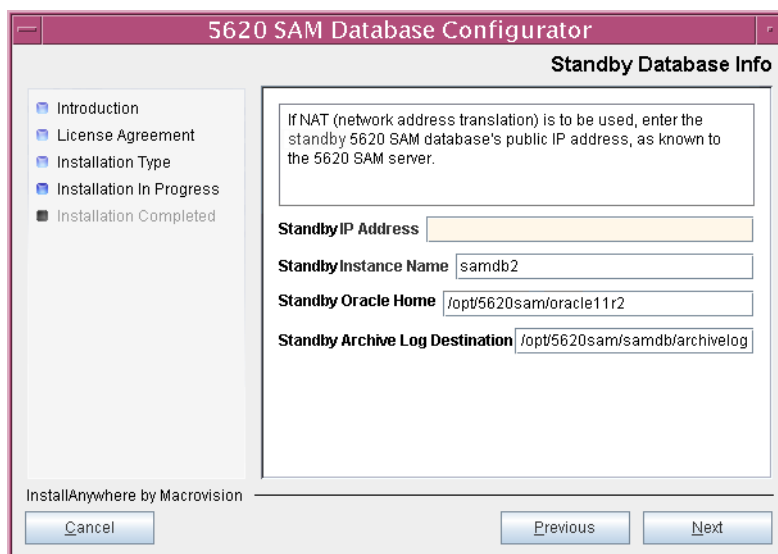 5620 SAM Database Configurator
Standby Database Info
Introduction
License Agreement
Installation Type
Installation In Progress
Installation Completed
If NAT (network address translation) is to be used, enter the
standby 5620 SAM database's public IP address, as known
to the 5620 SAM server.
Standby IP Address
Standby Instance Name samdb2
Standby Oracle Home /opt/5620sam/oracle11r2
Standby Archive Log Destination /opt/5620sam/samdb/archivelog
InstallAnywhere by Macrovision
Cancel Previous Next